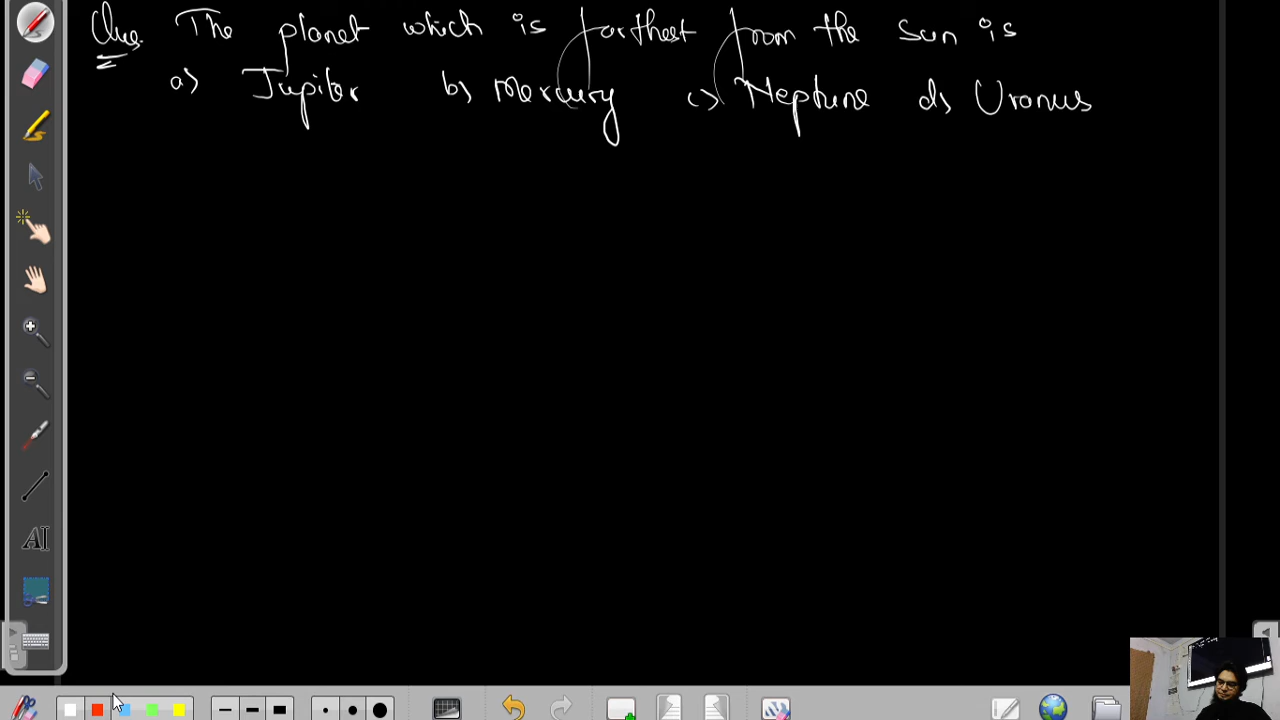 Que. The planet which is farthest from the sun is
a) Jupiter b) Mercury c) Neptune d) Uranus